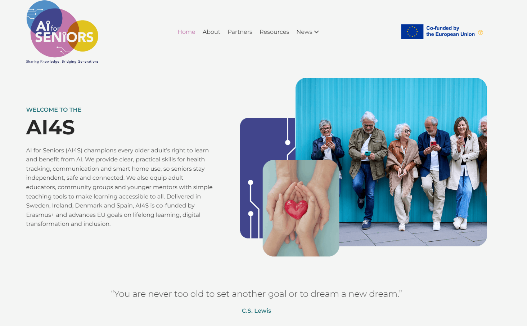 AI for
SENIORS
Sharing Knowledge, Bridging Generations
Home About Partners Resources News
Co-funded by
the European Union
WELCOME TO THE
AI4S
AI for Seniors (AI4S) champions every older adult's right to learn
and benefit from AI. We provide clear, practical skills for health
tracking, communication and smart home use, so seniors stay
independent, safe and connected. We also equip adult
educators, community groups and younger mentors with simple
teaching tools to make learning accessible to all. Delivered in
Sweden, Ireland, Denmark and Spain, AI4S is co-funded by
Erasmus+ and advances EU goals on lifelong learning, digital
transformation and inclusion.
"You are never too old to set another goal or to dream a new dream."
C.S. Lewis